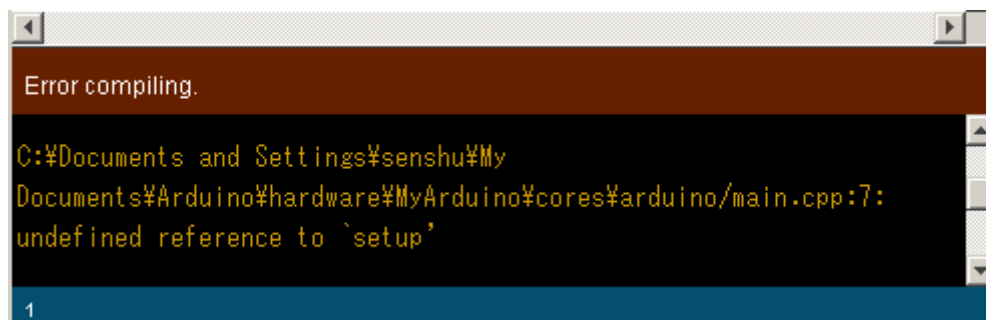 Error compiling.
C:¥Documents and Settings¥senshu¥My
Documents¥Arduino¥hardware¥MyArduino¥cores¥arduino/main.cpp:7:
undefined reference to `setup'
1